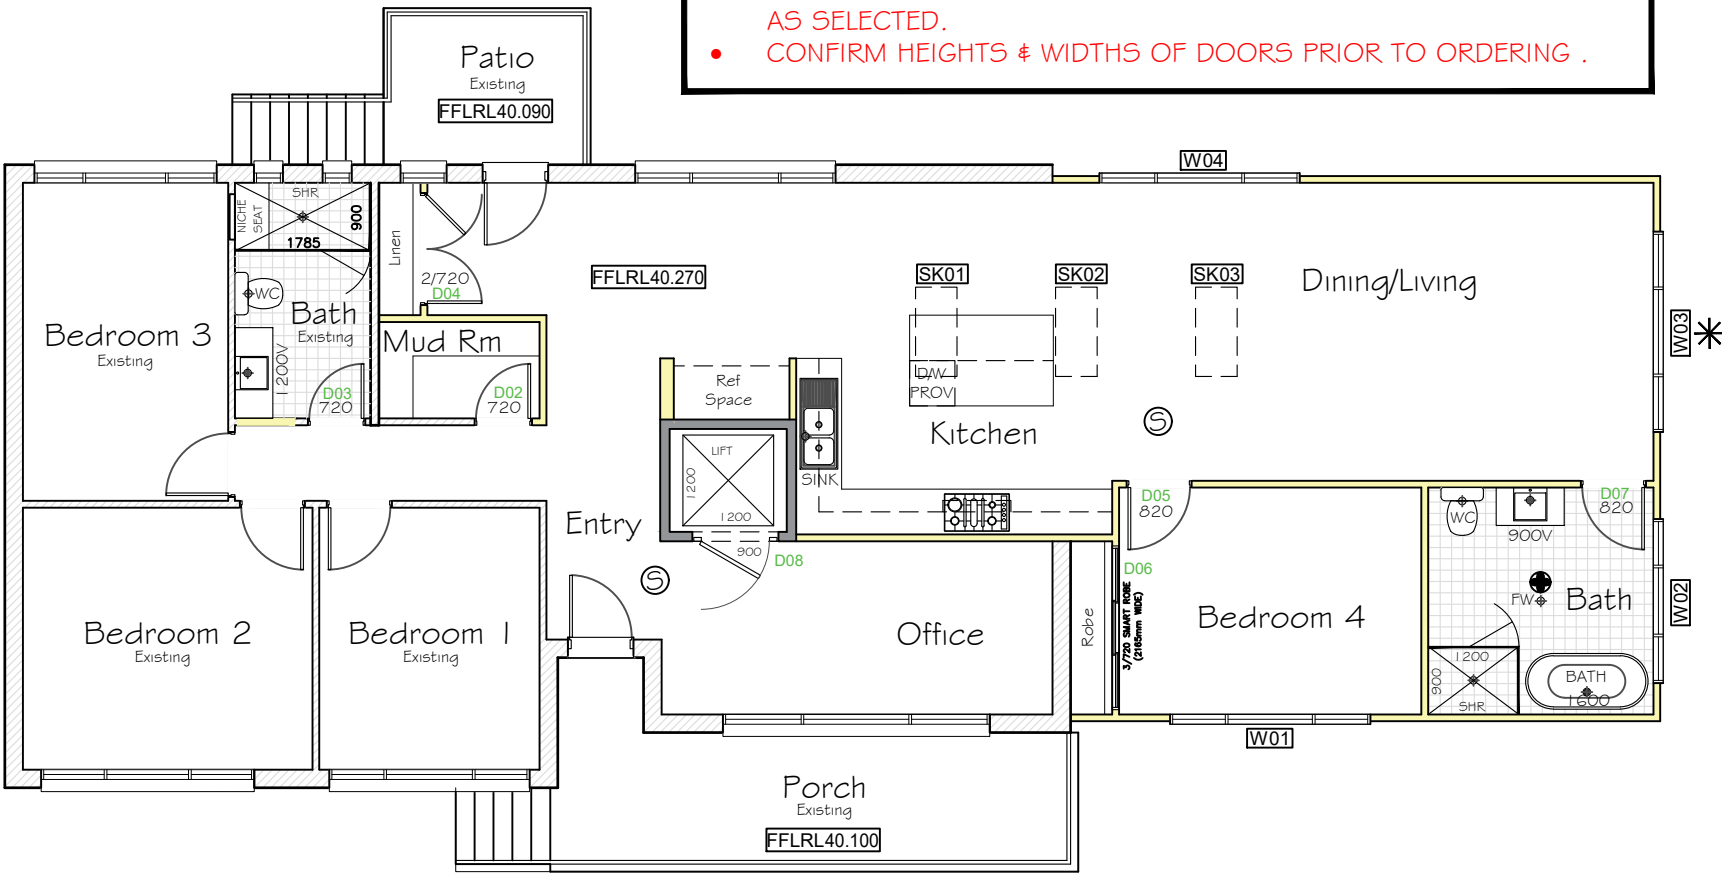 AS SELECTED.
• CONFIRM HEIGHTS & WIDTHS OF DOORS PRIOR TO ORDERING .
Patio
Existing
FFLRL40.090
W04
SHR
NICHE
SEAT
900
1785
Linen
2/720
D04
FFLRL40.270
SK01
SK02
SK03
Dining/Living
WC
Bath
Existing
Bedroom 3
Existing
Mud Rm
W03
1200V
D03
720
D02
720
Ref
Space
D/W
PROV
Kitchen
S
LIFT
1200
1200
SINK
Entry
900
D08
S
D05
820
D06
3/720 SMART ROBE
(2165mm WIDE)
Robe
WC
900V
D07
820
FW
Bath
W02
Bedroom 2
Existing
Bedroom 1
Existing
Office
Bedroom 4
1200
900
SHR
BATH
1600
W01
Porch
Existing
FFLRL40.100